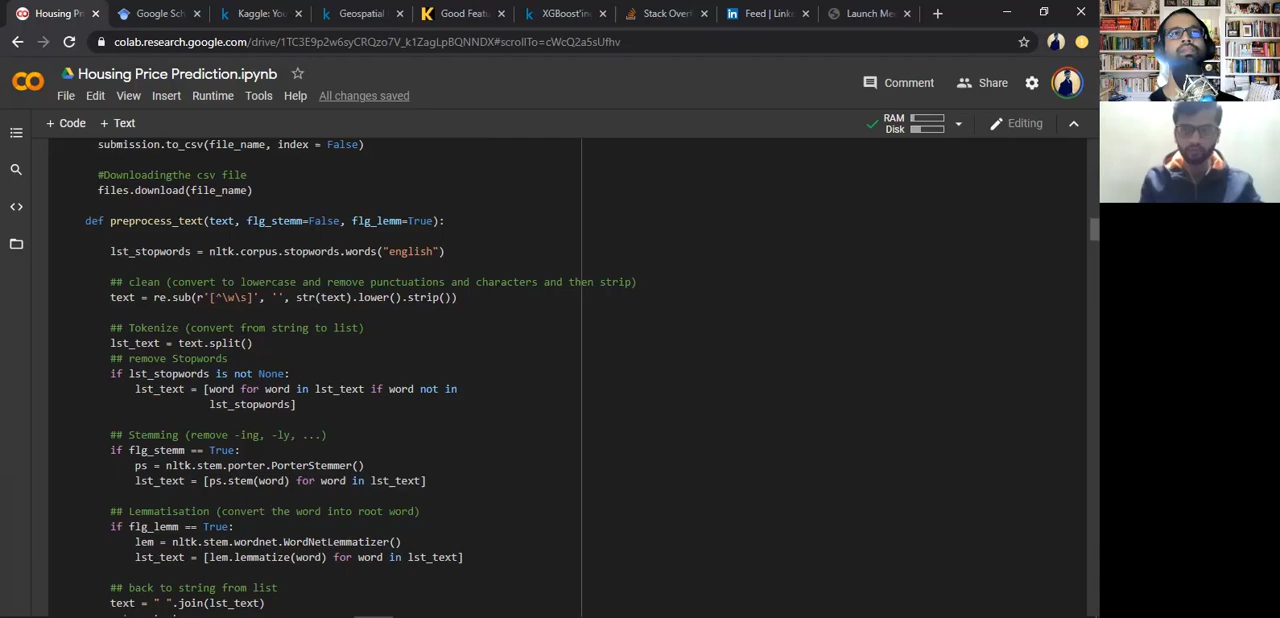 Housing Pr
Google Sch
Kaggle: You
Geospatial
Good Featu
XGBoost'in
Stack Overf
Feed | Link
Launch Me
colab.research.google.com/drive/1TC3E9p2w6syCRQzo7V_k1ZagLpBQNNDX#scrollTo=cWcQ2a5sUfhv
Housing Price Prediction.ipynb
File Edit View Insert Runtime Tools Help All changes saved
Comment Share
+ Code + Text
RAM
Disk
Editing
submission.to_csv(file_name, index = False)
#Downloadingthe csv file
files.download(file_name)
def preprocess_text(text, flg_stemm=False, flg_lemm=True):
lst_stopwords = nltk.corpus.stopwords.words("english")
## clean (convert to lowercase and remove punctuations and characters and then strip)
text = re.sub(r'[^\w\s]', '', str(text).lower().strip())
## Tokenize (convert from string to list)
lst_text = text.split()
## remove Stopwords
if lst_stopwords is not None:
lst_text = [word for word in lst_text if word not in
lst_stopwords]
## Stemming (remove -ing, -ly, ...)
if flg_stemm == True:
ps = nltk.stem.porter.PorterStemmer()
lst_text = [ps.stem(word) for word in lst_text]
## Lemmatisation (convert the word into root word)
if flg_lemm == True:
lem = nltk.stem.wordnet.WordNetLemmatizer()
lst_text = [lem.lemmatize(word) for word in lst_text]
## back to string from list
text = " ".join(lst_text)